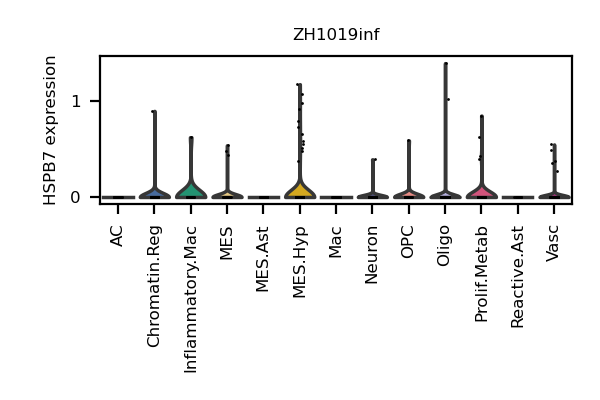 ZH1019inf
HSPB7 expression
1
0
AC
Chromatin.Reg
Inflammatory.Mac
MES
MES.Ast
MES.Hyp
Mac
Neuron
OPC
Oligo
Prolif.Metab
Reactive.Ast
Vasc